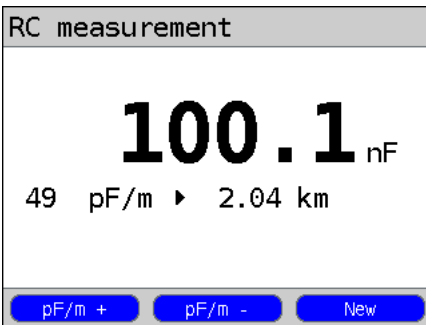 RC measurement
100.1 nF
49 pF/m ▸ 2.04 km
pF/m + pF/m - New